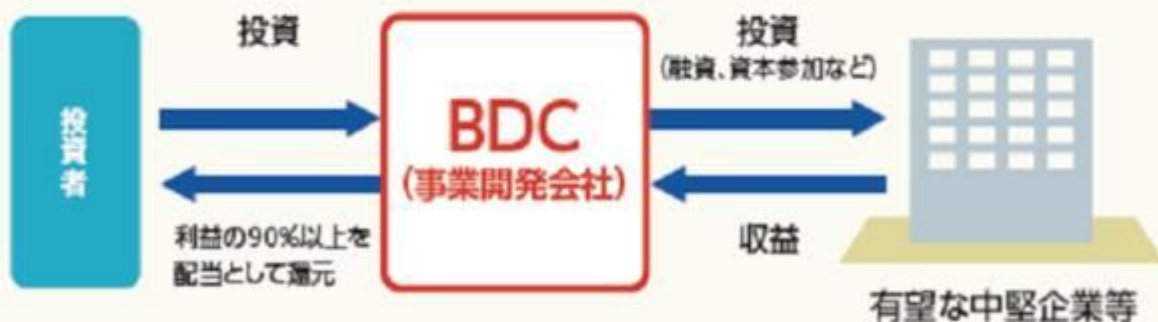 投資者
投資
利益の90%以上を
配当として還元
BDC
(事業開発会社)
投資
(融資、資本参加など)
収益
有望な中堅企業等